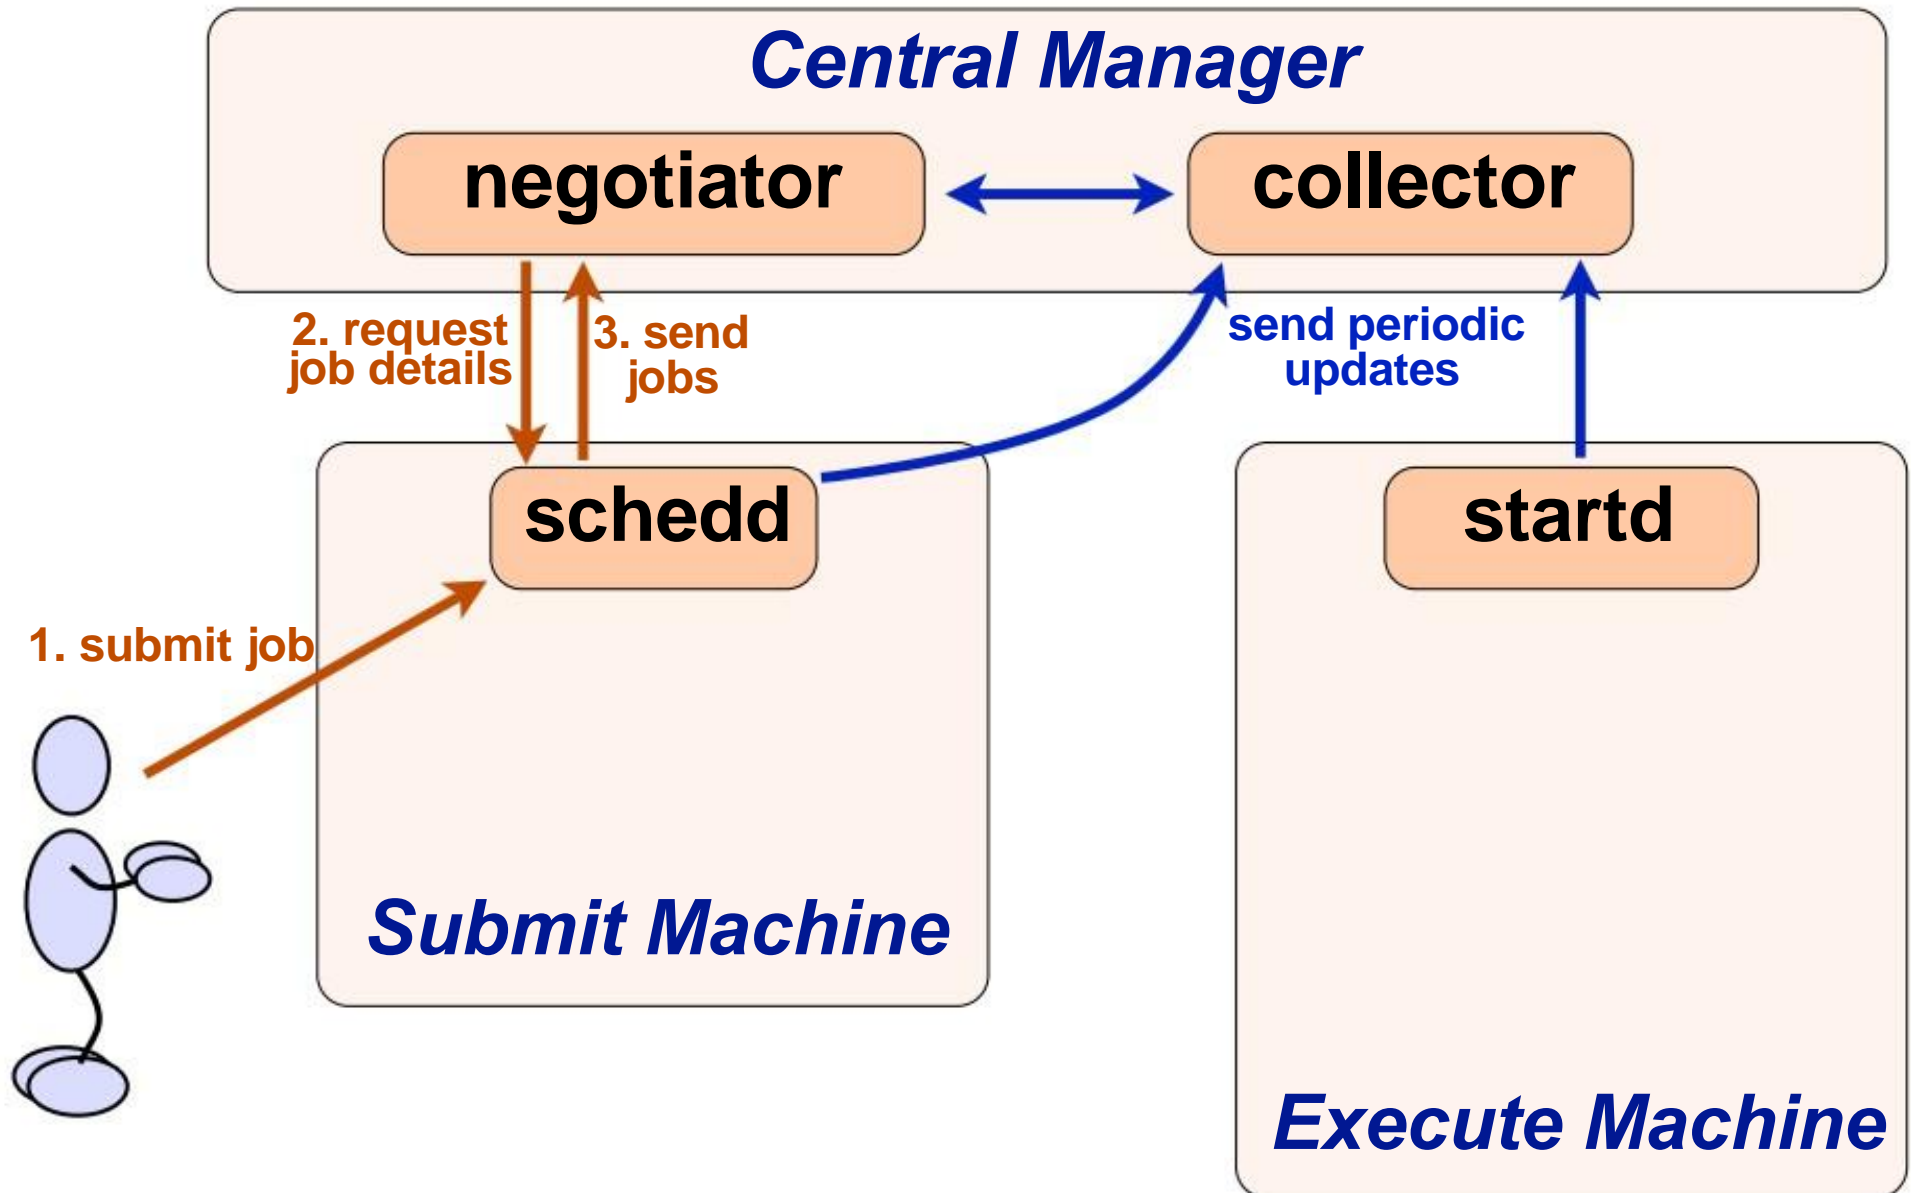 Central Manager
negotiator
collector
2. request
job details
3. send
jobs
send periodic
updates
schedd
startd
1. submit job
Submit Machine
Execute Machine